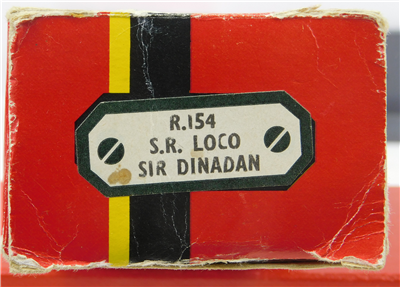 R.154
S.R. LOCO
SIR DINADAN